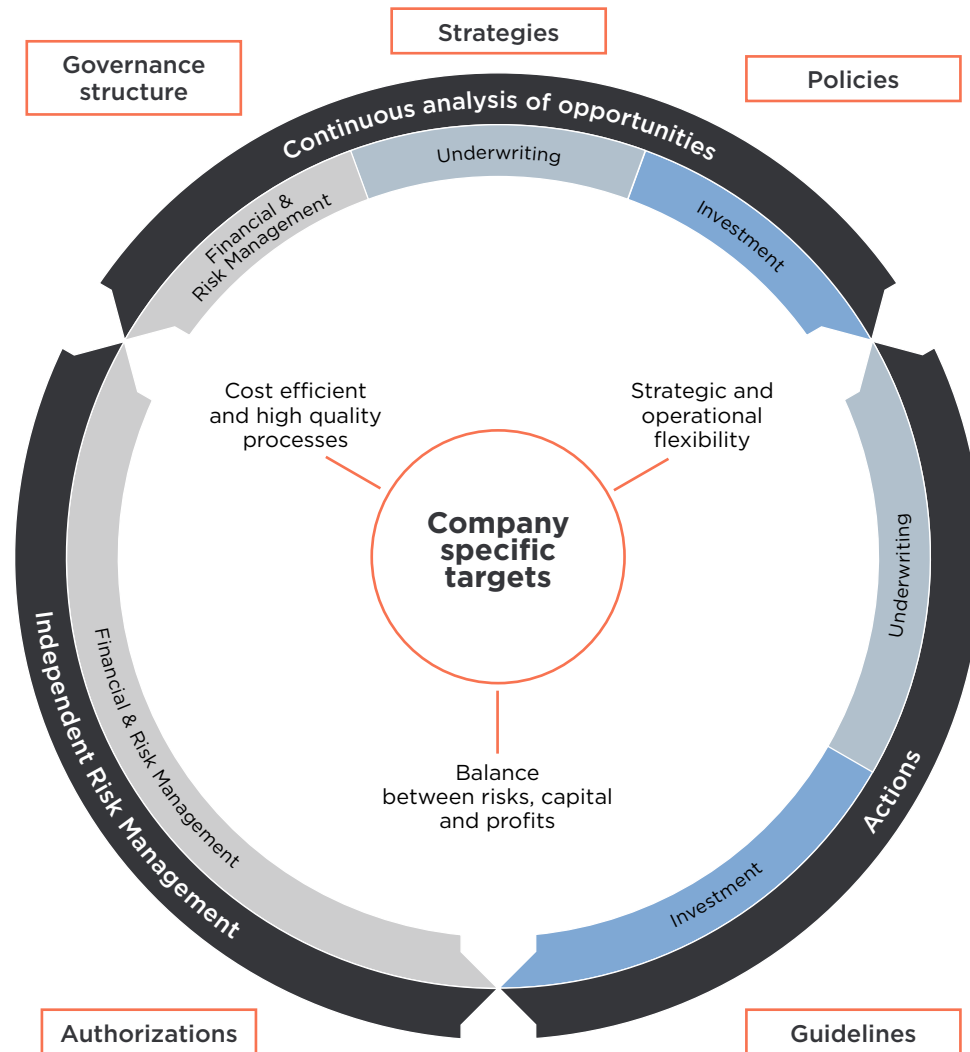 Strategies
Governance
structure
Policies
Continuous analysis of opportunities
Underwriting
Financial &
Risk Management
Investment
Cost efficient
and high quality
processes
Strategic and
operational
flexibility
Company
specific
targets
Underwriting
Independent Risk Management
Financial & Risk Management
Balance
between risks, capital
and profits
Actions
Investment
Authorizations
Guidelines